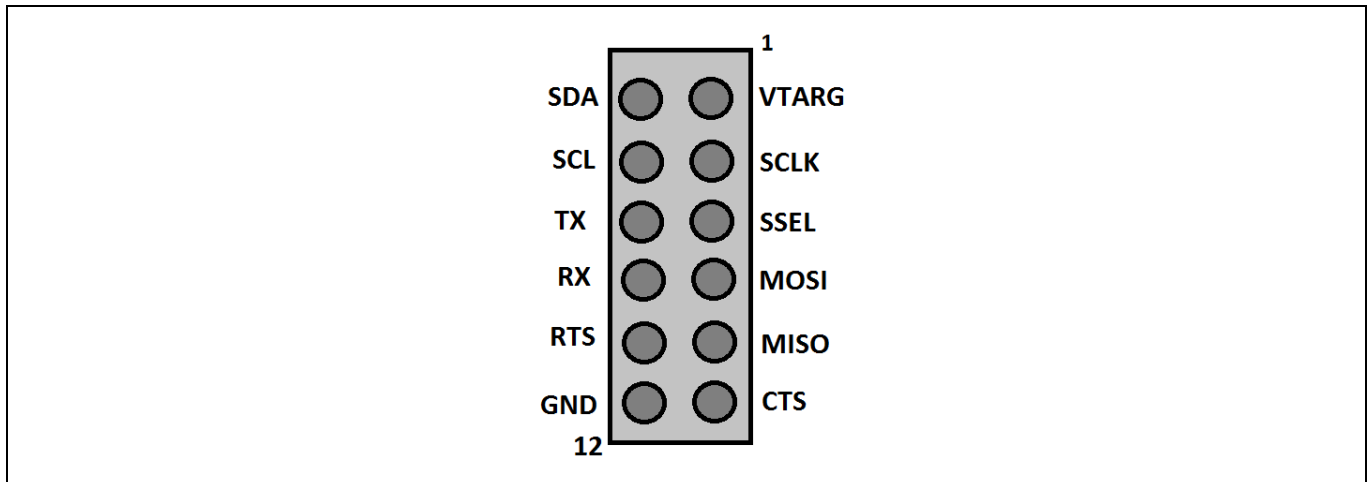 1
SDA VTARG
SCL SCLK
TX SSEL
RX MOSI
RTS MISO
GND CTS
12